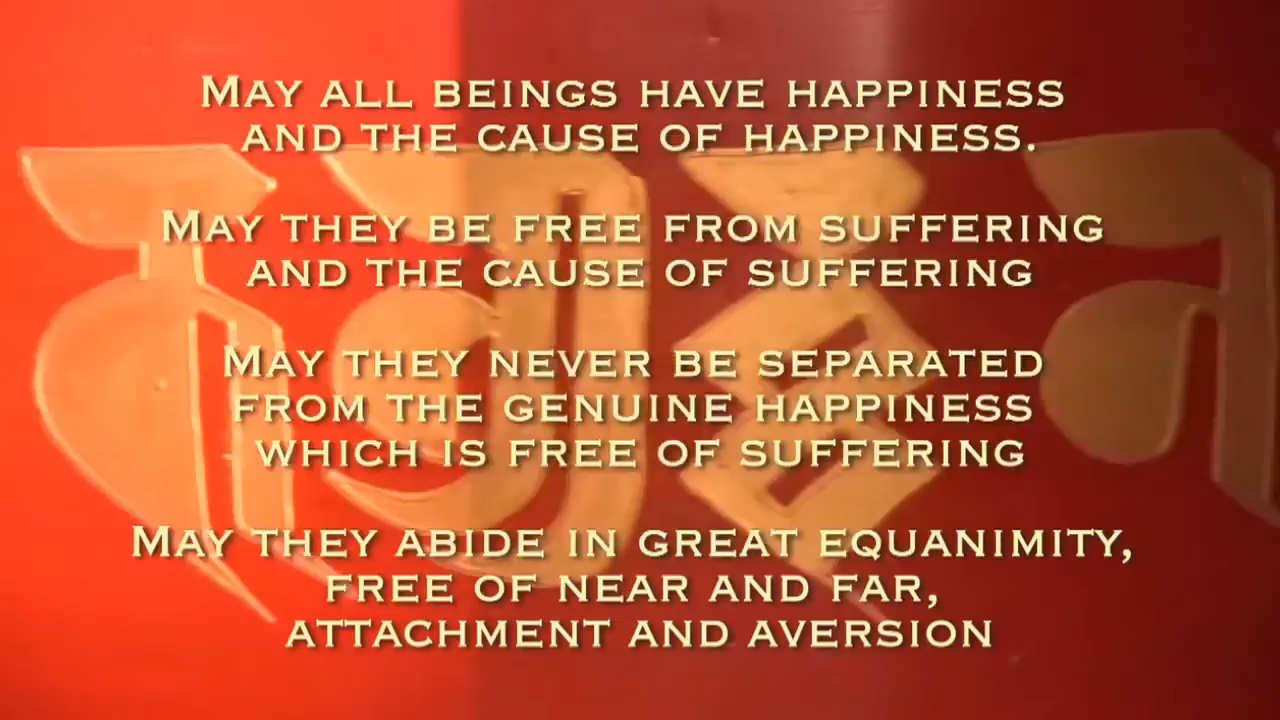 MAY ALL BEINGS HAVE HAPPINESS
AND THE CAUSE OF HAPPINESS.
MAY THEY BE FREE FROM SUFFERING
AND THE CAUSE OF SUFFERING
MAY THEY NEVER BE SEPARATED
FROM THE GENUINE HAPPINESS
WHICH IS FREE OF SUFFERING
MAY THEY ABIDE IN GREAT EQUANIMITY,
FREE OF NEAR AND FAR,
ATTACHMENT AND AVERSION